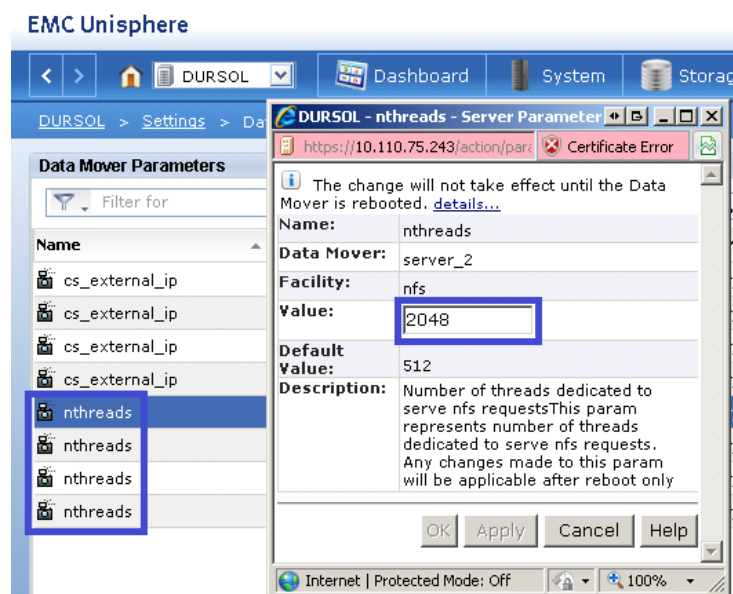 EMC Unisphere
DURSOL
Dashboard
System
Storag
DURSOL > Settings > Da
DURSOL - nthreads - Server Parameter
https://10.110.75.243/action/para
Certificate Error
Data Mover Parameters
Filter for
Name
cs_external_ip
cs_external_ip
cs_external_ip
cs_external_ip
nthreads
nthreads
nthreads
nthreads
The change will not take effect until the Data
Mover is rebooted. details...
Name: nthreads
Data Mover: server_2
Facility: nfs
Value: 2048
Default
Value: 512
Description: Number of threads dedicated to
serve nfs requestsThis param
represents number of threads
dedicated to serve nfs requests.
Any changes made to this param
will be applicable after reboot only
OK
Apply
Cancel
Help
Internet | Protected Mode: Off
100%